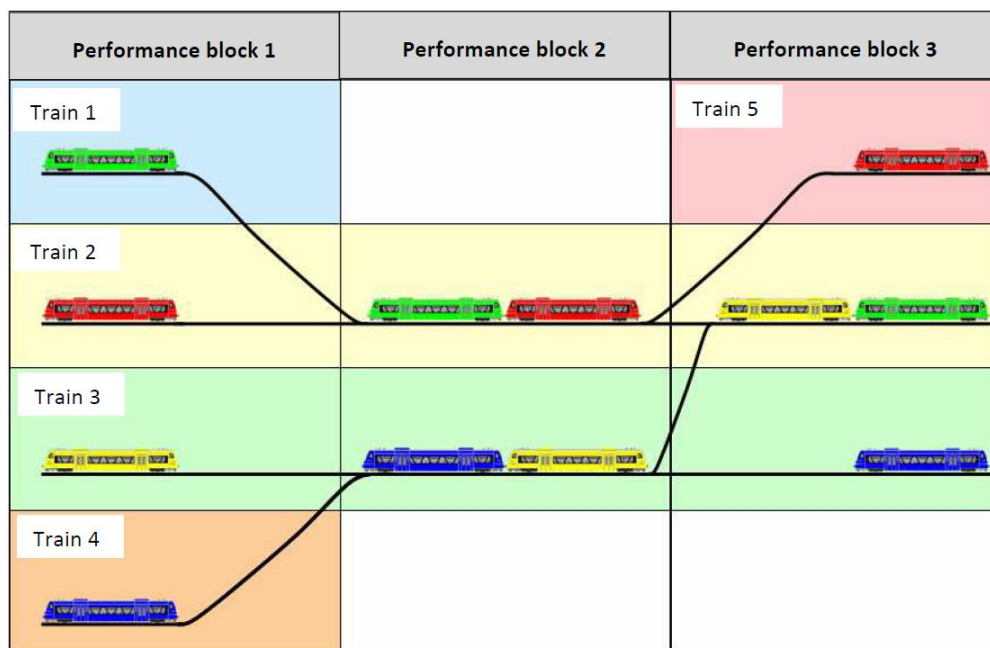 Performance block 1
Performance block 2
Performance block 3
Train 1
Train 5
Train 2
Train 3
Train 4